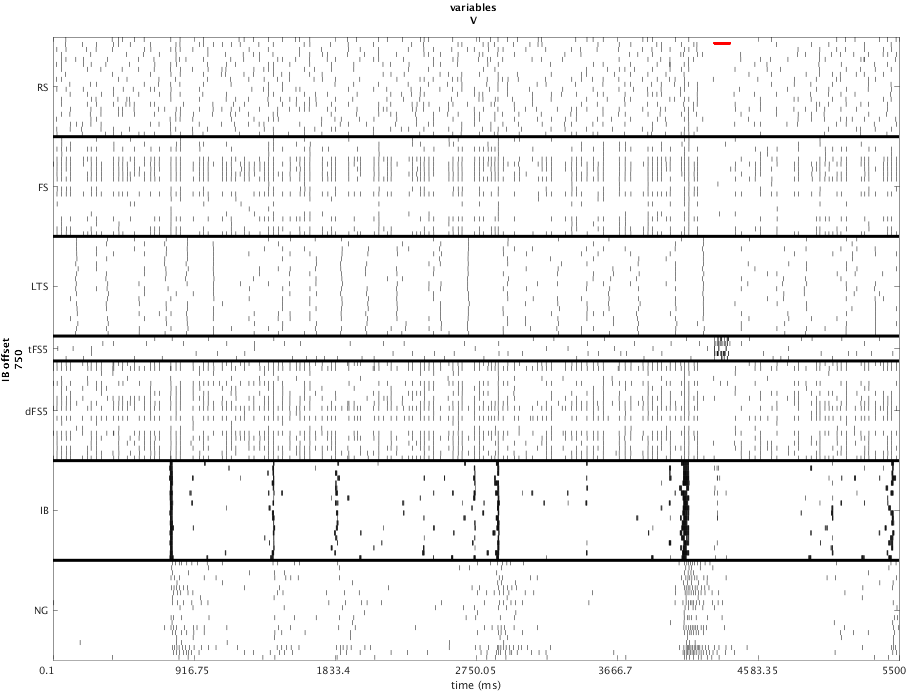 variables
V
RS
FS
LTS
tFS5
dFS5
IB
NG
IB offset
750
0.1 916.75 1833.4 2750.05 3666.7 4583.35 5500
time (ms)